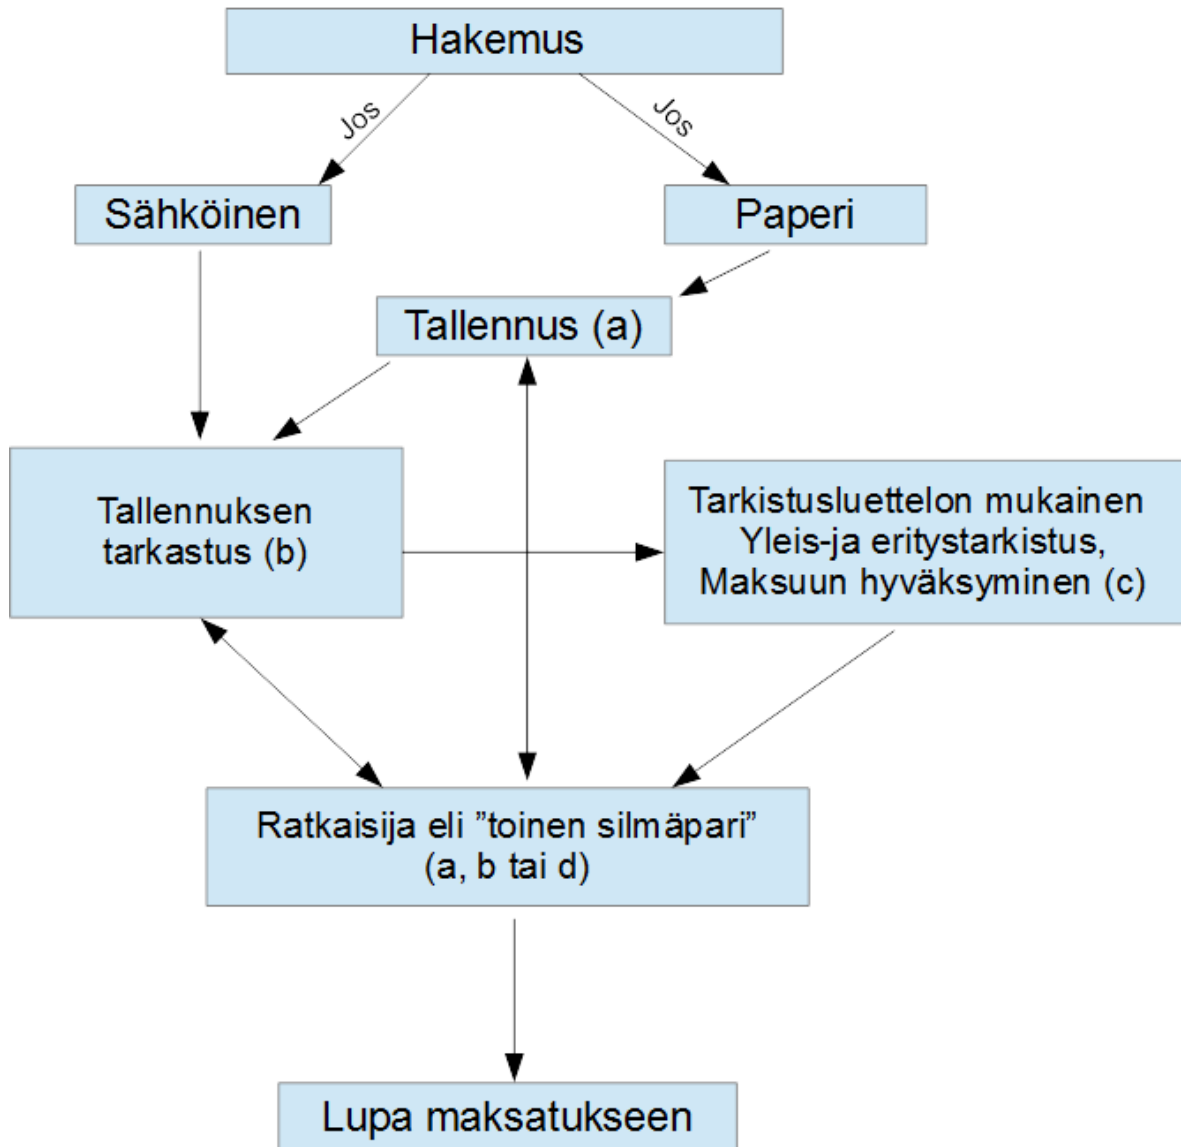 Hakemus
Jos
Jos
Sähköinen
Paperi
Tallennus (a)
Tallennuksen
tarkastus (b)
Tarkistusluettelon mukainen
Yleis-ja eritystarkistus,
Maksuun hyväksyminen (c)
Ratkaisija eli ”toinen silmäpari”
(a, b tai d)
Lupa maksatukseen